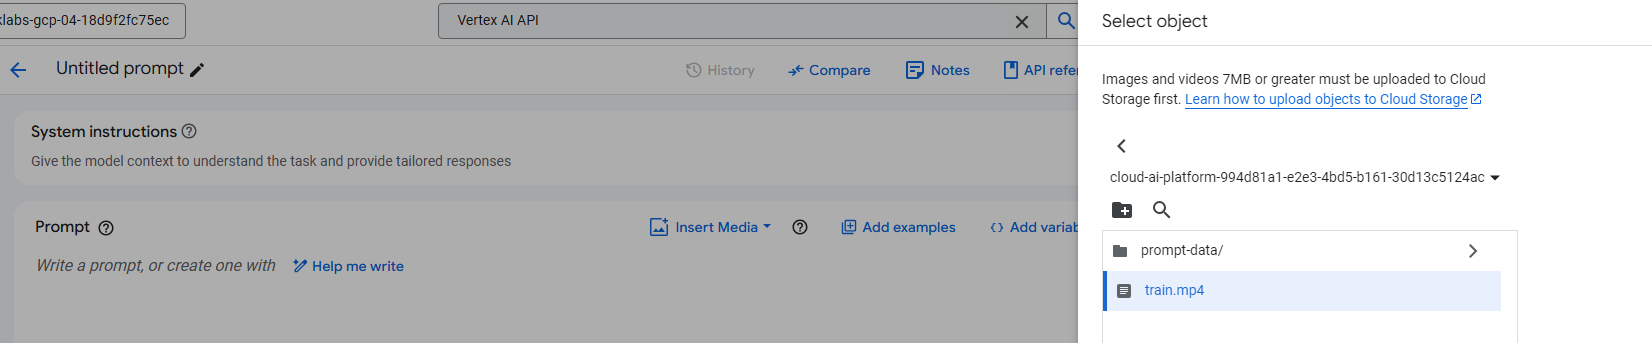 klabs-gcp-04-18d9f2fc75ec
Vertex AI API
Untitled prompt
History
Compare
Notes
API refe
System instructions
Give the model context to understand the task and provide tailored responses
Prompt
Insert Media
Add examples
Add variab
Write a prompt, or create one with
Help me write
Select object
Images and videos 7MB or greater must be uploaded to Cloud
Storage first. Learn how to upload objects to Cloud Storage
cloud-ai-platform-994d81a1-e2e3-4bd5-b161-30d13c5124ac
prompt-data/
train.mp4